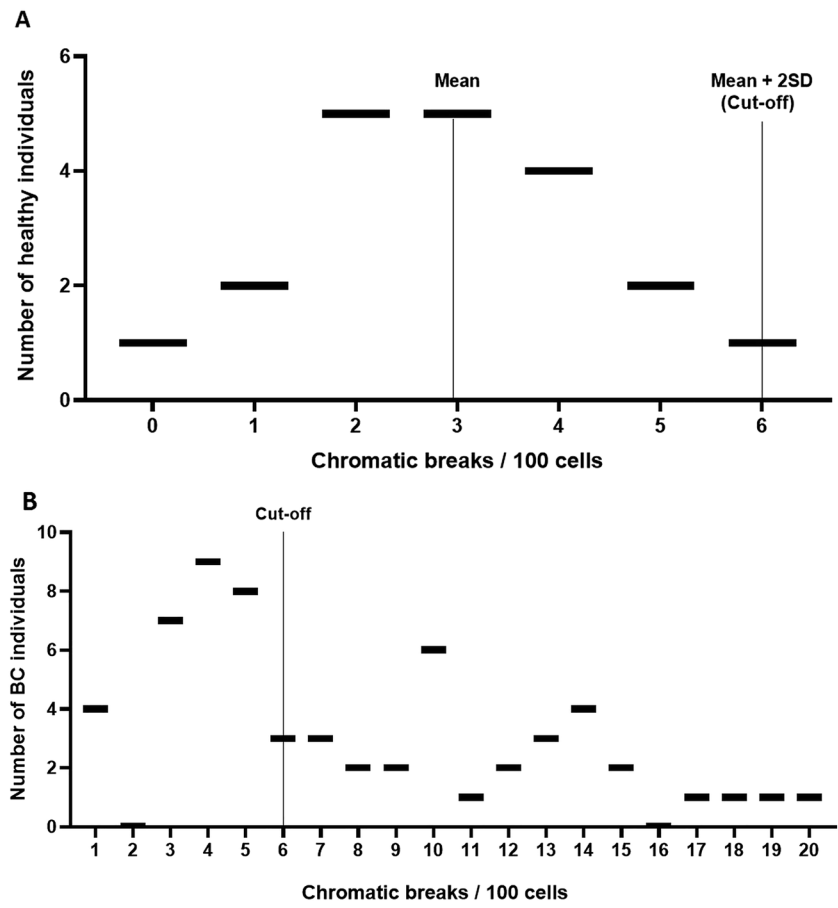 A
Number of healthy individuals
6
4
2
0
Mean
Mean + 2SD
(Cut-off)
0 1 2 3 4 5 6
Chromatic breaks / 100 cells
B
Number of BC individuals
10
8
6
4
2
0
Cut-off
1 2 3 4 5 6 7 8 9 10 11 12 13 14 15 16 17 18 19 20
Chromatic breaks / 100 cells